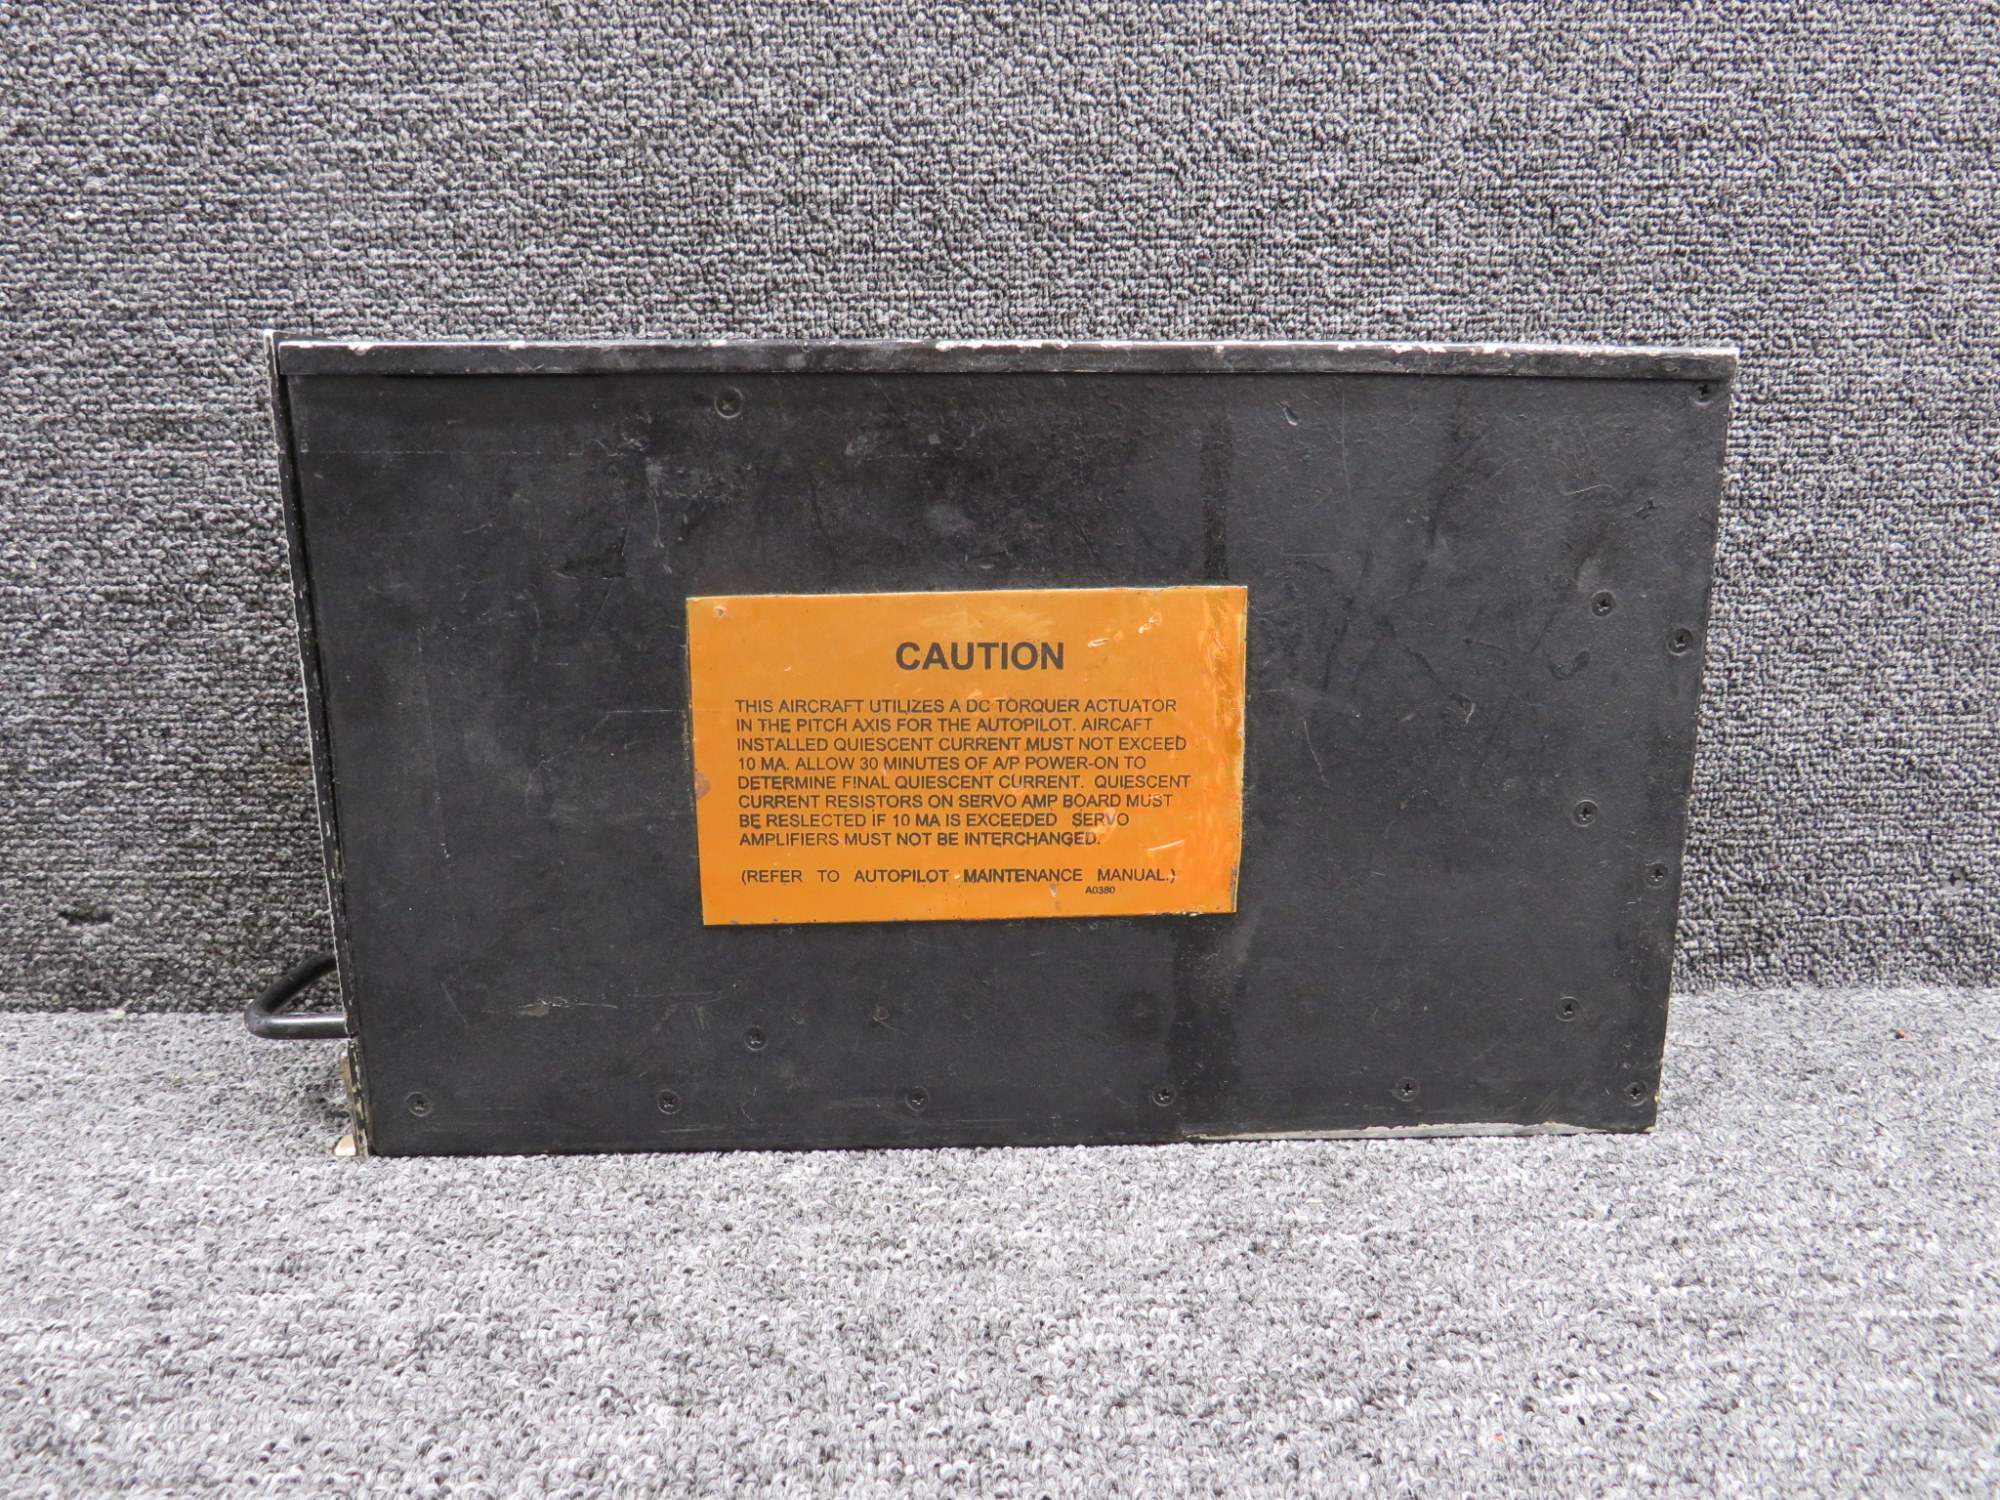 CAUTION
THIS AIRCRAFT UTILIZES A DC TORQUER ACTUATOR
IN THE PITCH AXIS FOR THE AUTOPILOT. AIRCAFT
INSTALLED QUIESCENT CURRENT MUST NOT EXCEED
10 MA. ALLOW 30 MINUTES OF A/P POWER-ON TO
DETERMINE FINAL QUIESCENT CURRENT. QUIESCENT
CURRENT RESISTORS ON SERVO AMP BOARD MUST
BE RESLECTED IF 10 MA IS EXCEEDED SERVO
AMPLIFIERS MUST NOT BE INTERCHANGED.
(REFER TO AUTOPILOT MAINTENANCE MANUAL.)
A0380